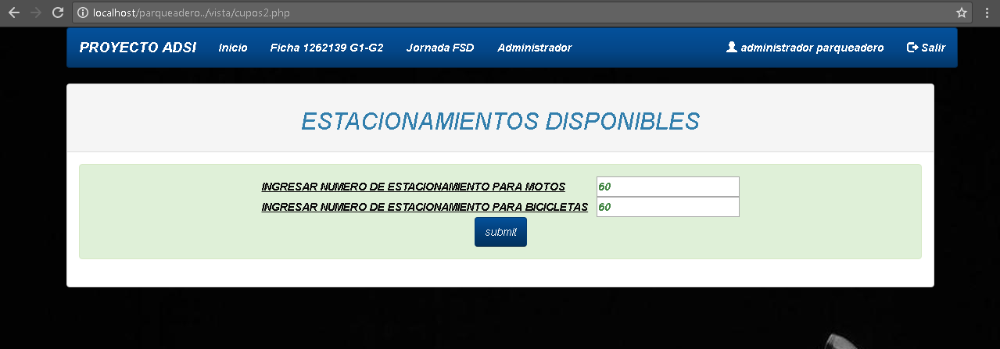 localhost/parqueadero../vista/cupos2.php
PROYECTO ADSI Inicio Ficha 1262139 G1-G2 Jornada FSD Administrador administrador parqueadero Salir
ESTACIONAMIENTOS DISPONIBLES
INGRESAR NUMERO DE ESTACIONAMIENTO PARA MOTOS 60
INGRESAR NUMERO DE ESTACIONAMIENTO PARA BICICLETAS 60
submit